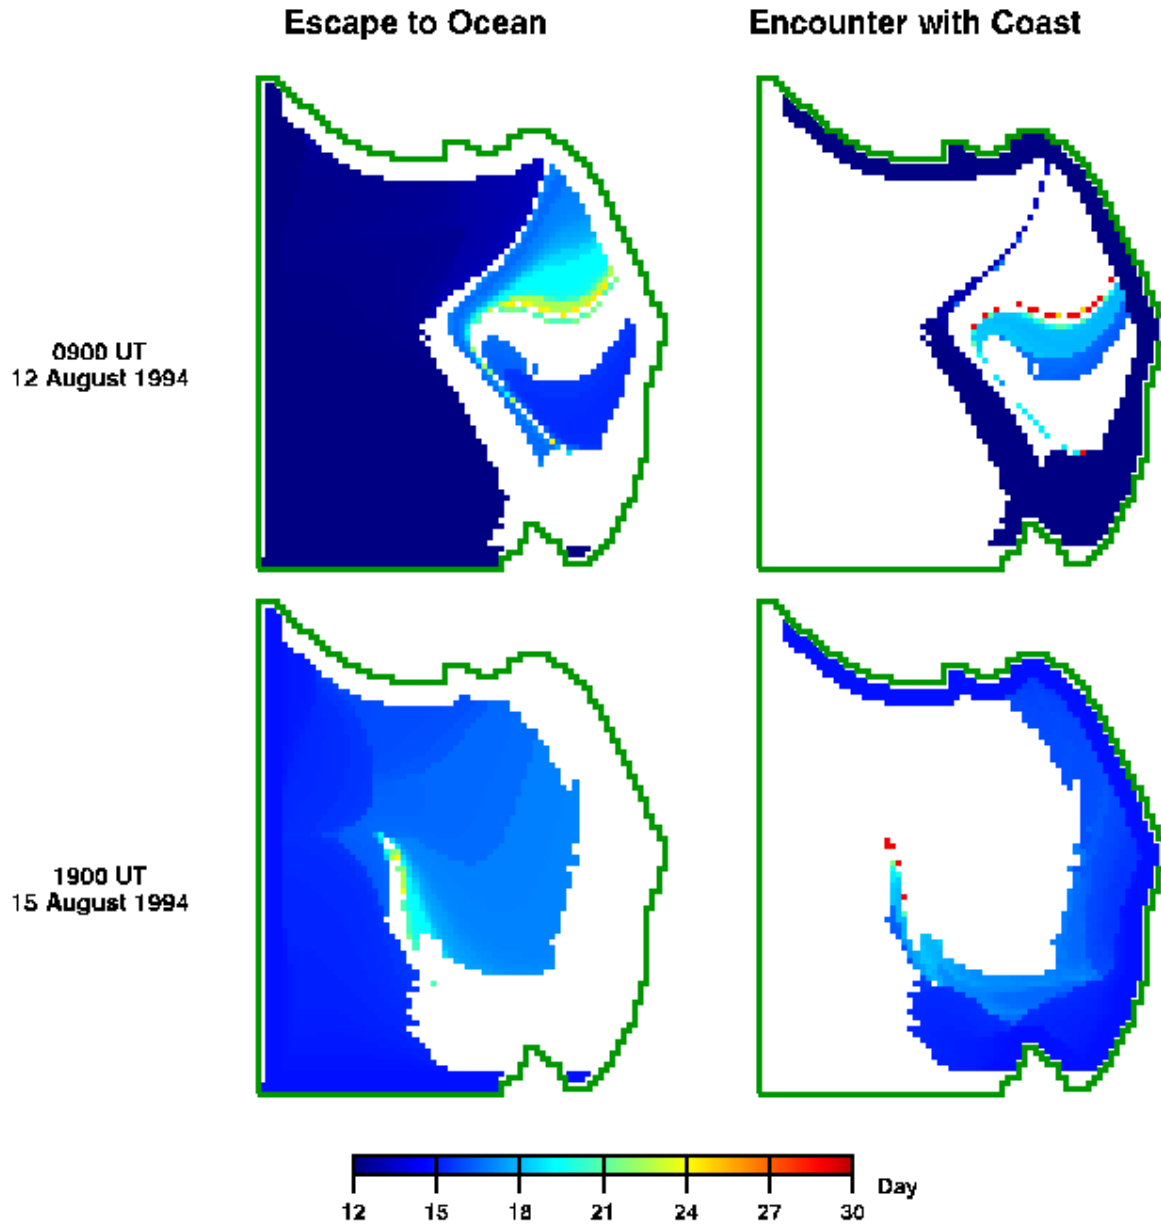 Escape to Ocean
Encounter with Coast
0900 UT
12 August 1994
1900 UT
15 August 1994
Day
12 15 18 21 24 27 30